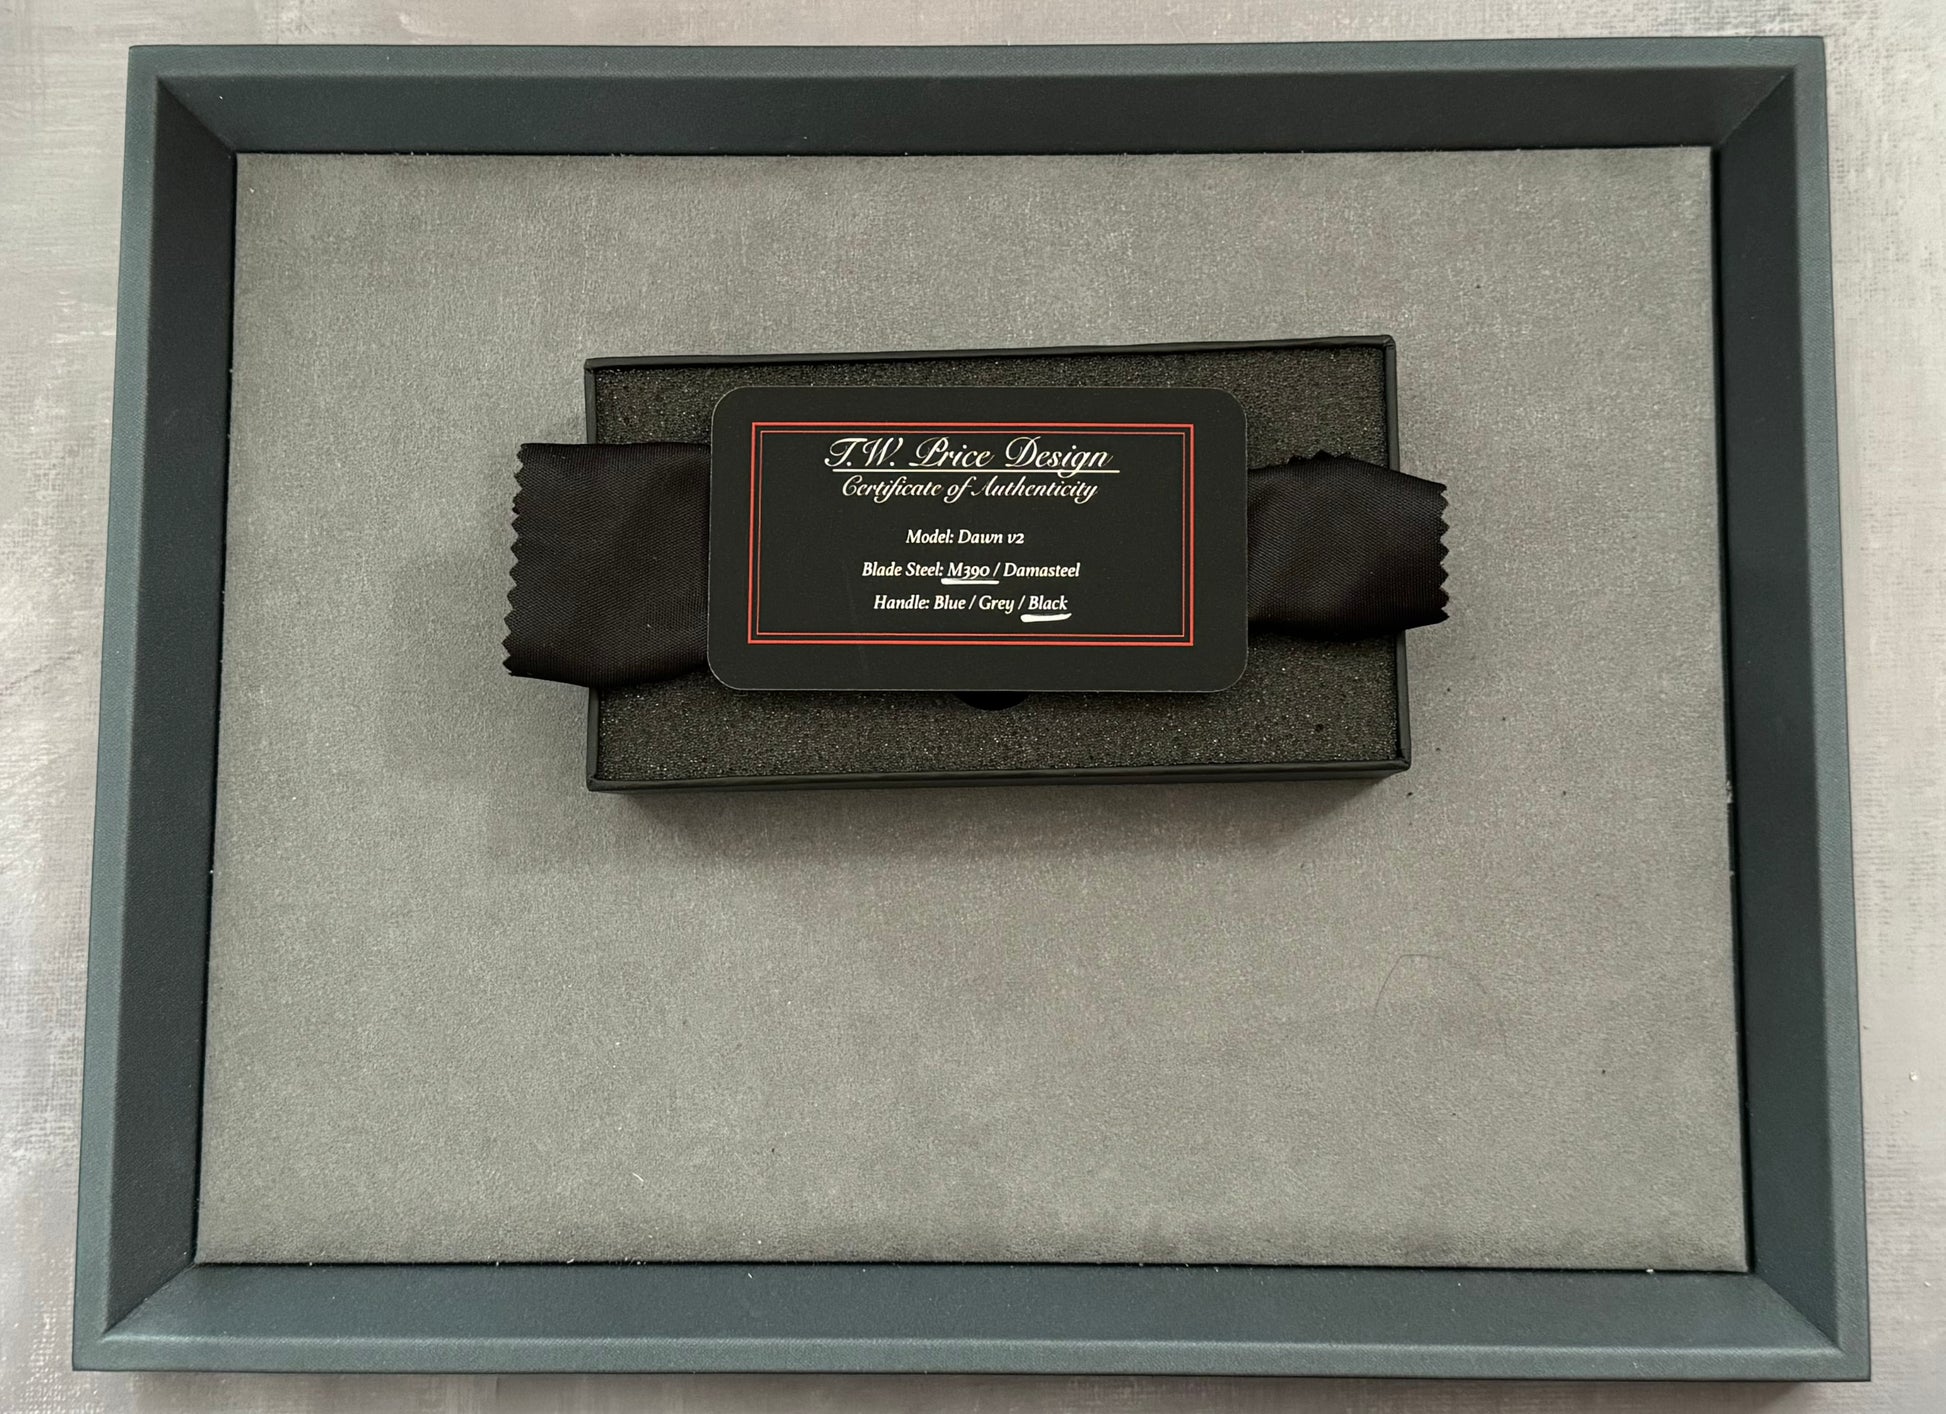 T.W. Price Design
Certificate of Authenticity
Model: Dawn v2
Blade Steel: M390 / Damasteel
Handle: Blue / Grey / Black